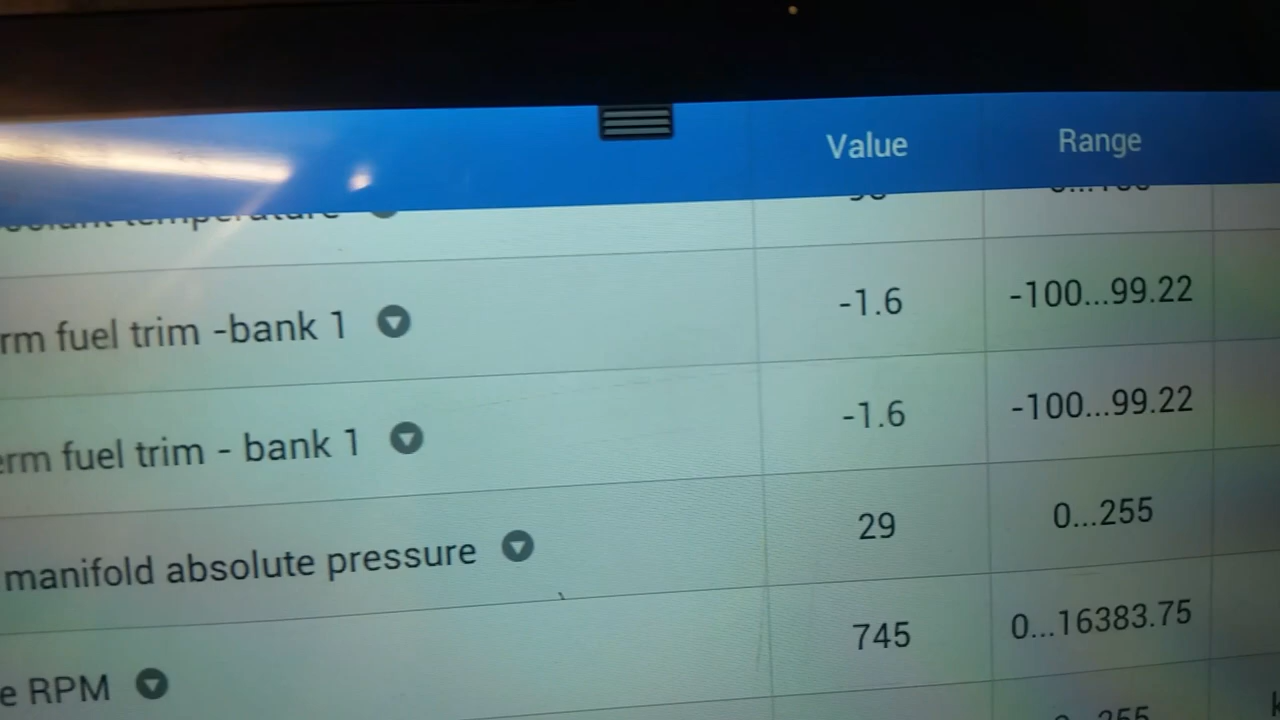 Value Range
temperature
rm fuel trim -bank 1 -1.6 -100...99.22
erm fuel trim - bank 1 -1.6 -100...99.22
manifold absolute pressure 29 0...255
e RPM 745 0...16383.75